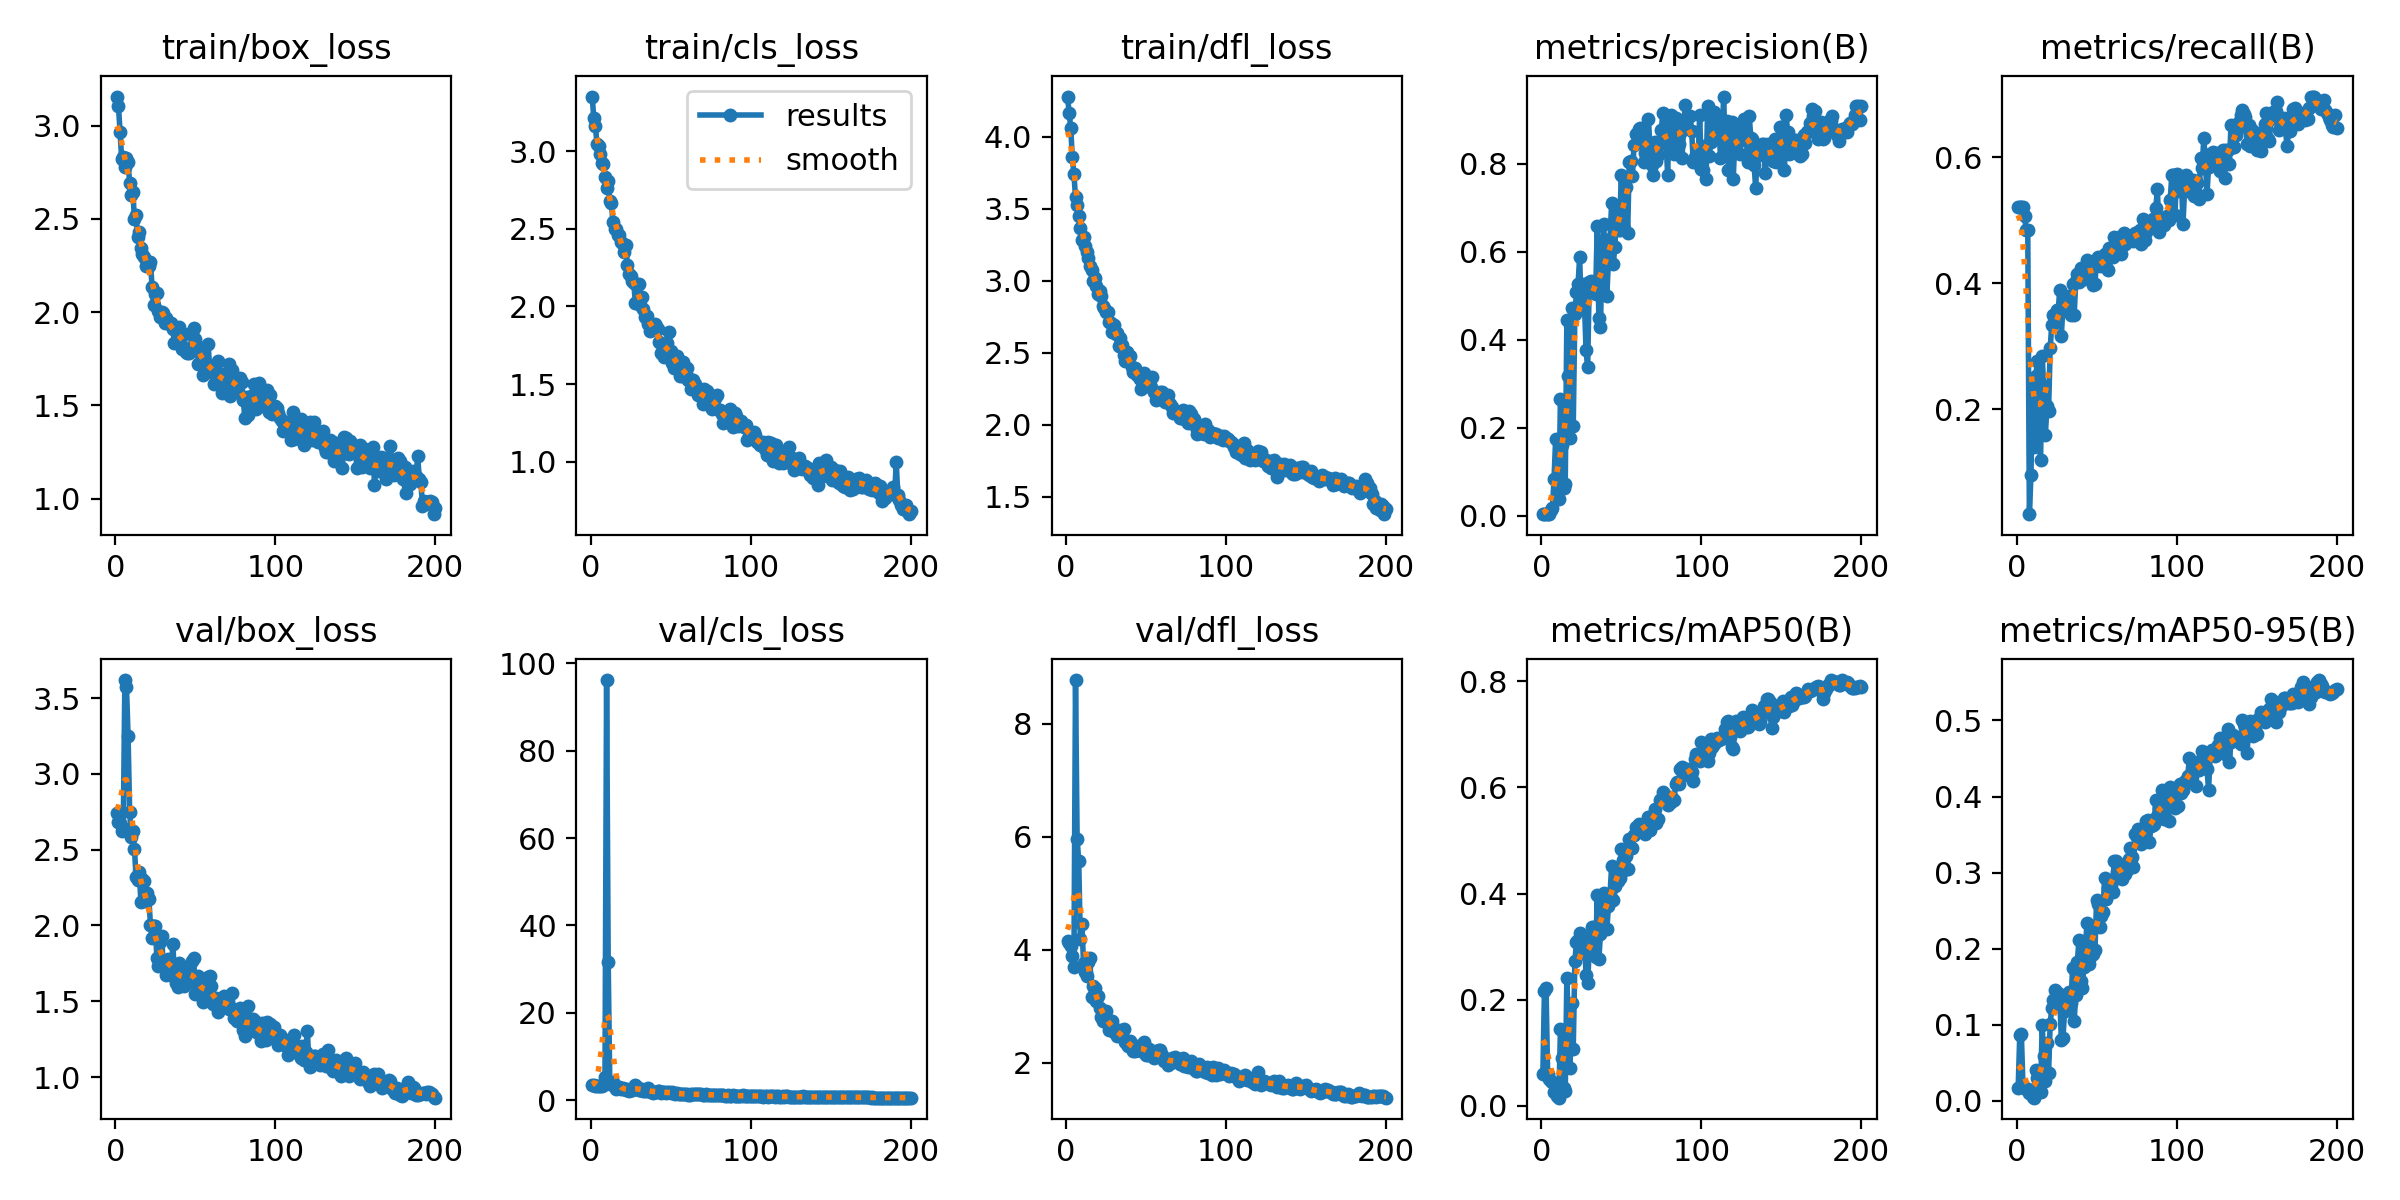 train/box_loss
3.0
2.5
2.0
1.5
1.0
0 100 200
train/cls_loss
results
smooth
3.0
2.5
2.0
1.5
1.0
0 100 200
train/dfl_loss
4.0
3.5
3.0
2.5
2.0
1.5
0 100 200
metrics/precision(B)
0.8
0.6
0.4
0.2
0.0
0 100 200
metrics/recall(B)
0.6
0.4
0.2
0 100 200
val/box_loss
3.5
3.0
2.5
2.0
1.5
1.0
0 100 200
val/cls_loss
100
80
60
40
20
0
0 100 200
val/dfl_loss
8
6
4
2
0 100 200
metrics/mAP50(B)
0.8
0.6
0.4
0.2
0.0
0 100 200
metrics/mAP50-95(B)
0.5
0.4
0.3
0.2
0.1
0.0
0 100 200